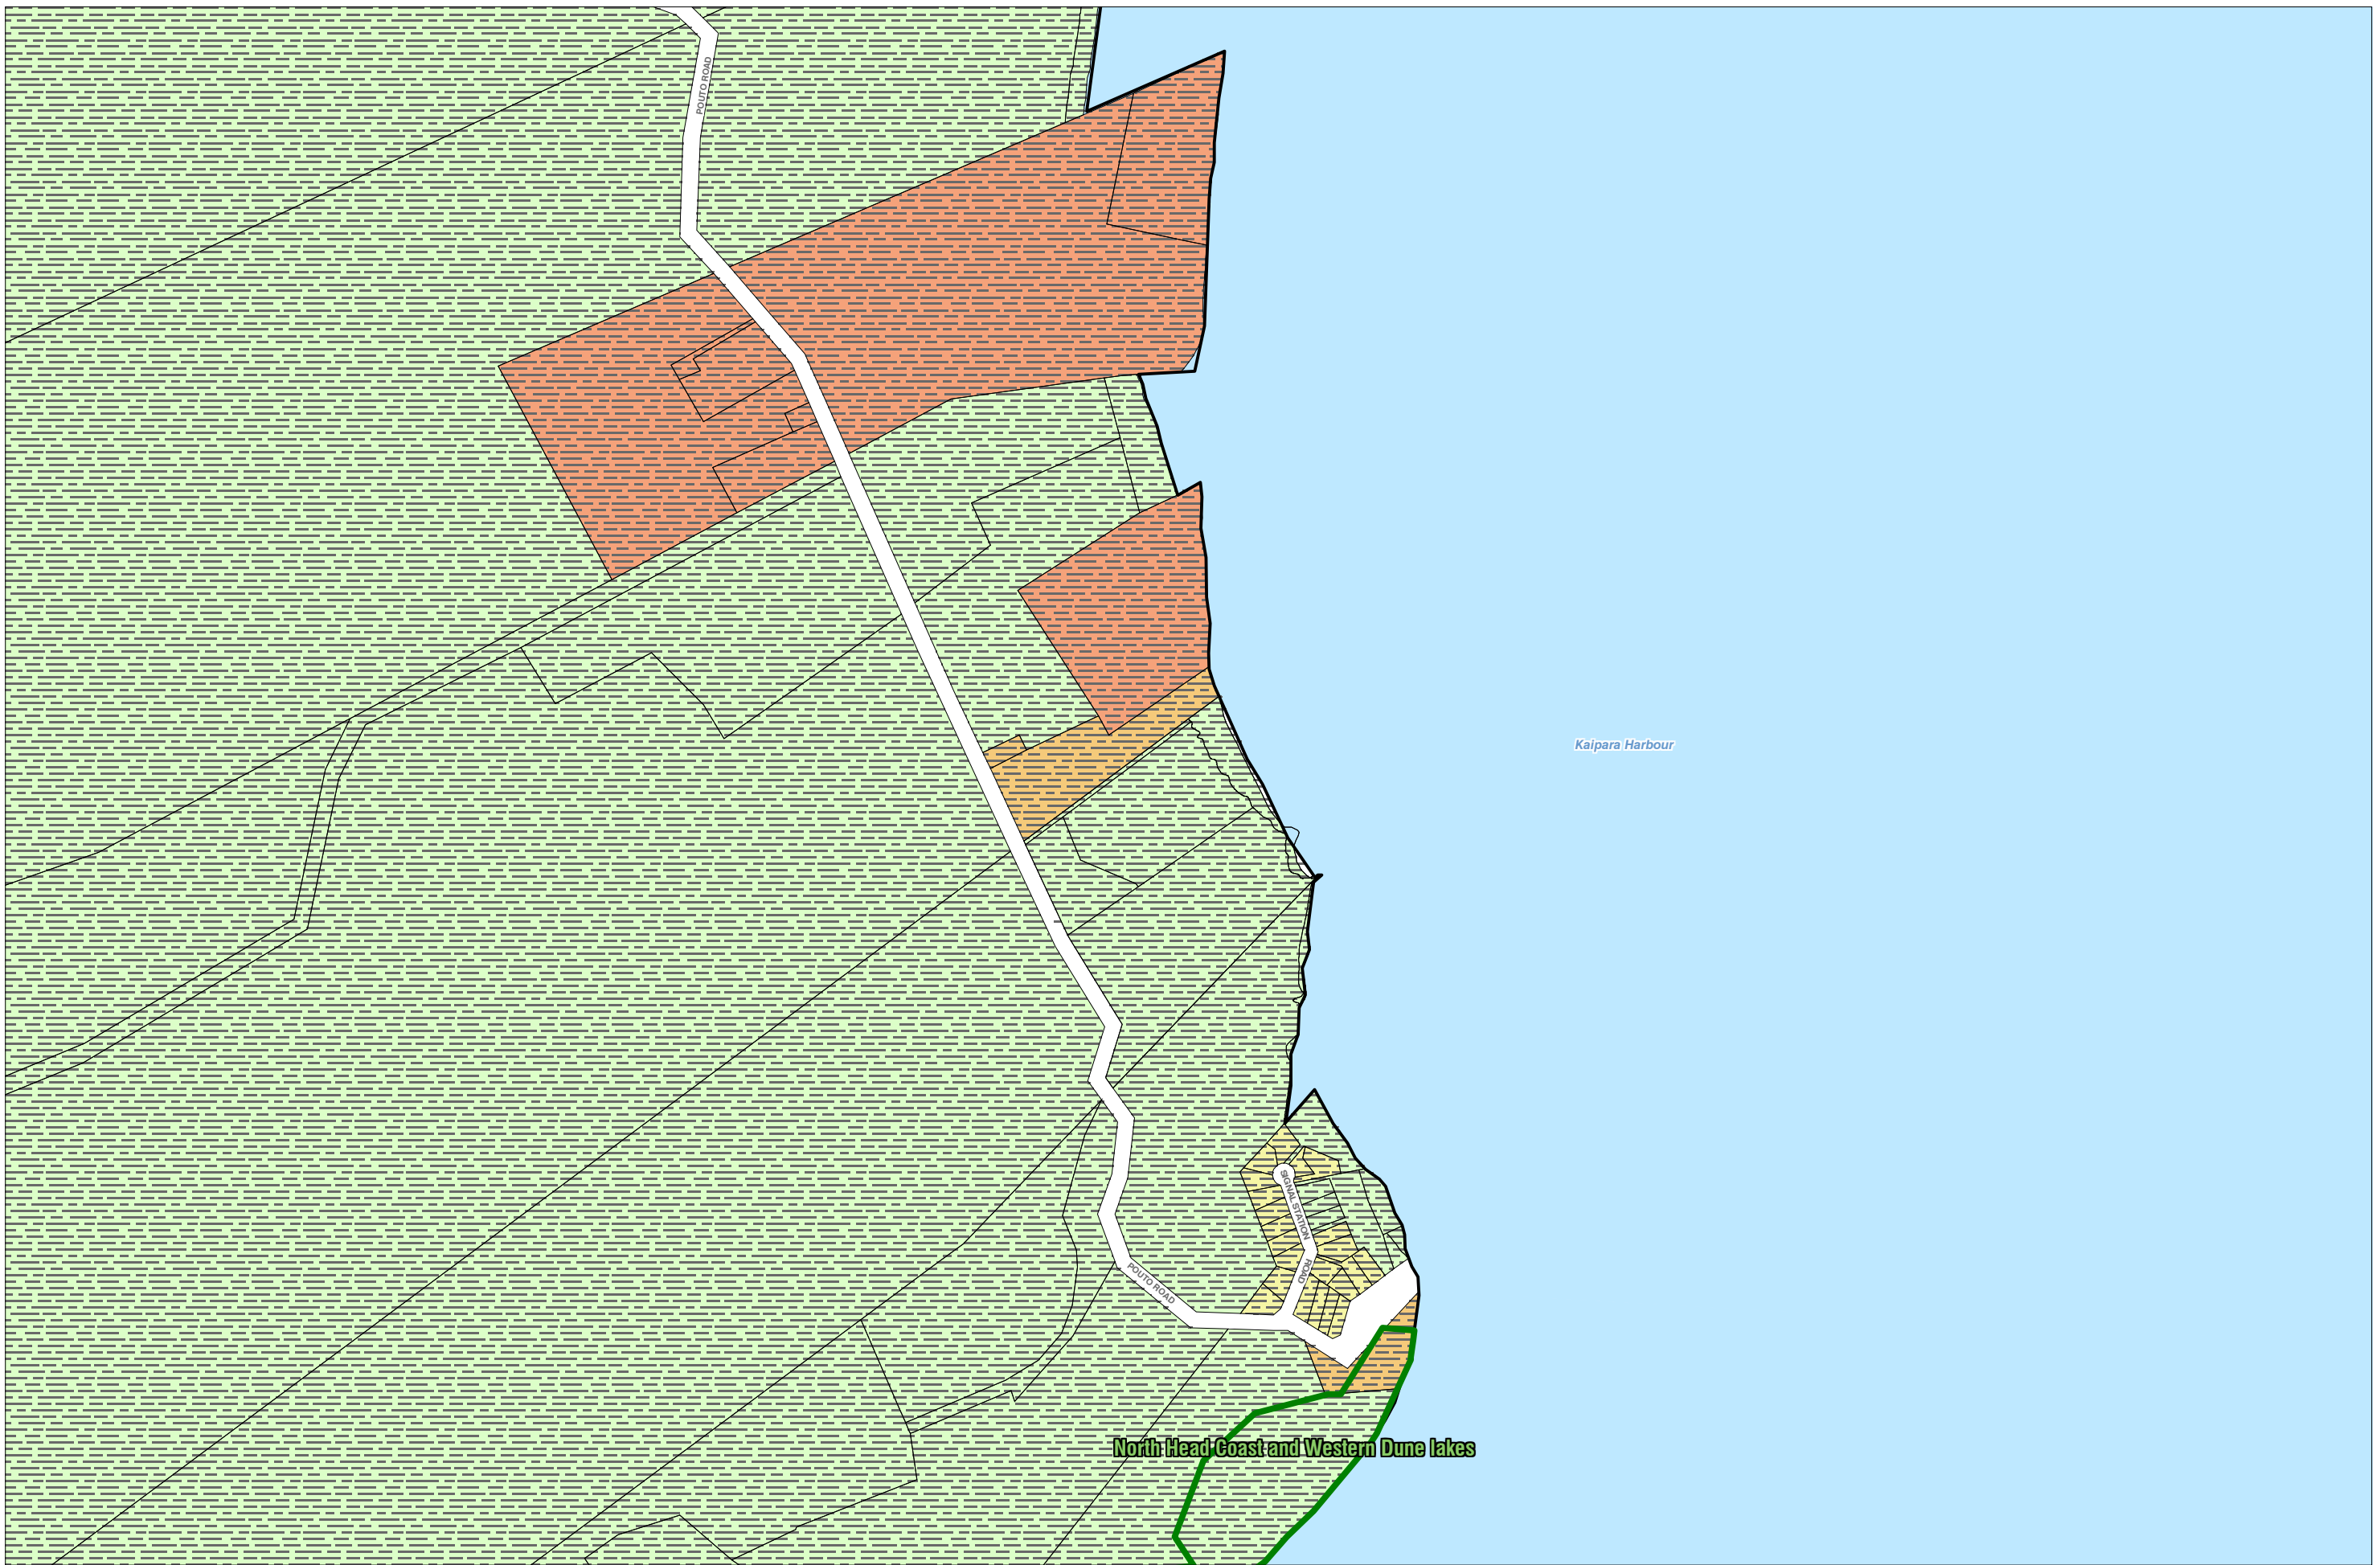 POUTO ROAD
Kaipara Harbour
SIGNAL STATION
ROAD
POUTO ROAD
North Head Coast and Western Dune lakes